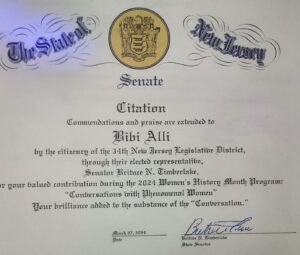 The State of
New Jersey
Senate
Citation
Commendations and praise are extended to
Bibi Alli
by the citizenry of the 34th New Jersey Legislative District,
through their elected representative,
Senator Britnee N. Timberlake,
or your valued contribution during the 2024 Women's History Month Program:
"Conversations with Phenomenal Women"
Your brilliance added to the substance of the "Conversation."
March 27, 2024
Date
Britnee N. Timberlake
State Senator